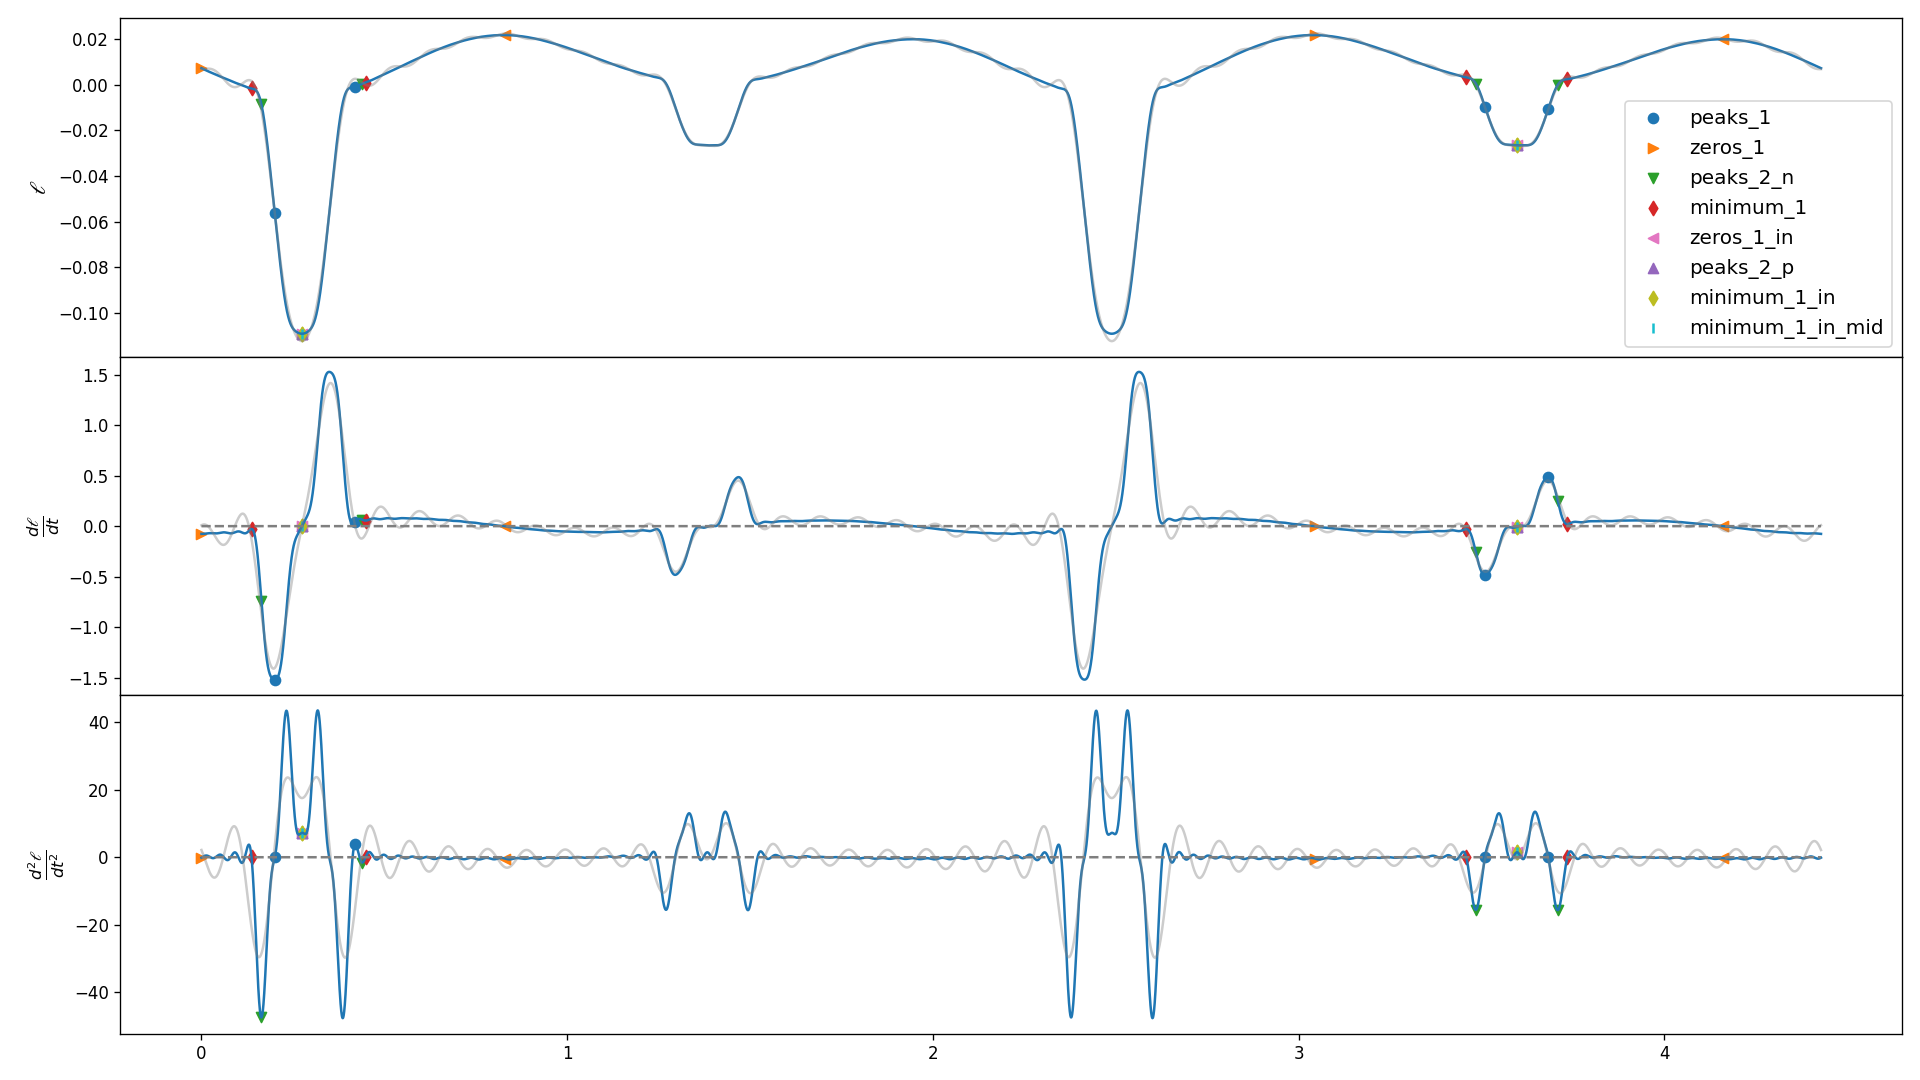 0.02
0.00
−0.02
−0.04
−0.06
−0.08
−0.10
ℓ
peaks_1
zeros_1
peaks_2_n
minimum_1
zeros_1_in
peaks_2_p
minimum_1_in
minimum_1_in_mid
1.5
1.0
0.5
0.0
−0.5
−1.0
−1.5
dℓ
dt
40
20
0
−20
−40
d²ℓ
dt²
0 1 2 3 4